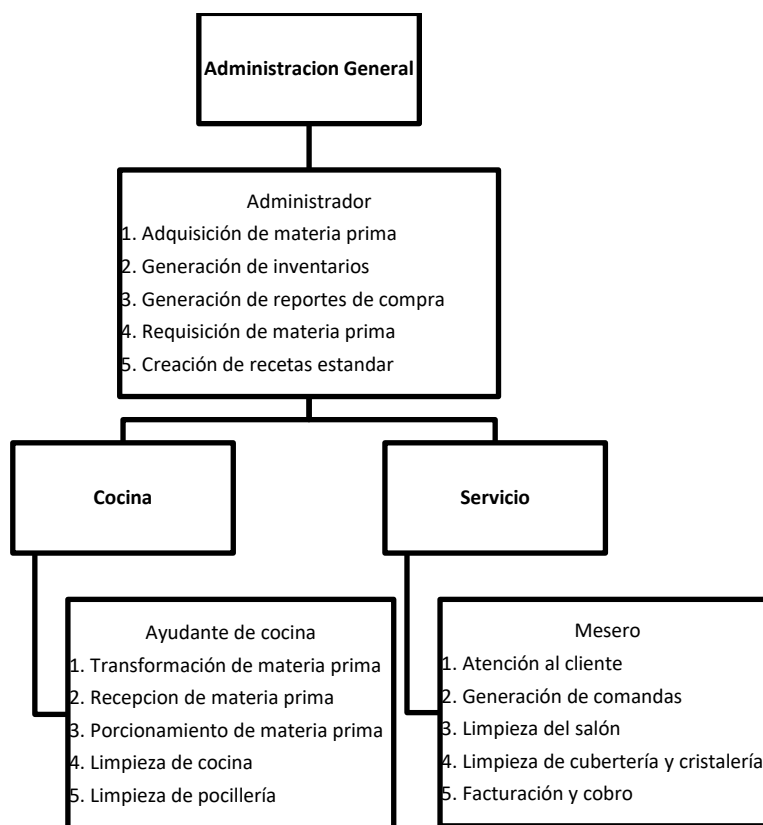 Administracion General
Administrador
1. Adquisición de materia prima
2. Generación de inventarios
3. Generación de reportes de compra
4. Requisición de materia prima
5. Creación de recetas estandar
Cocina
Servicio
Ayudante de cocina
1. Transformación de materia prima
2. Recepcion de materia prima
3. Porcionamiento de materia prima
4. Limpieza de cocina
5. Limpieza de pocillería
Mesero
1. Atención al cliente
2. Generación de comandas
3. Limpieza del salón
4. Limpieza de cubertería y cristalería
5. Facturación y cobro